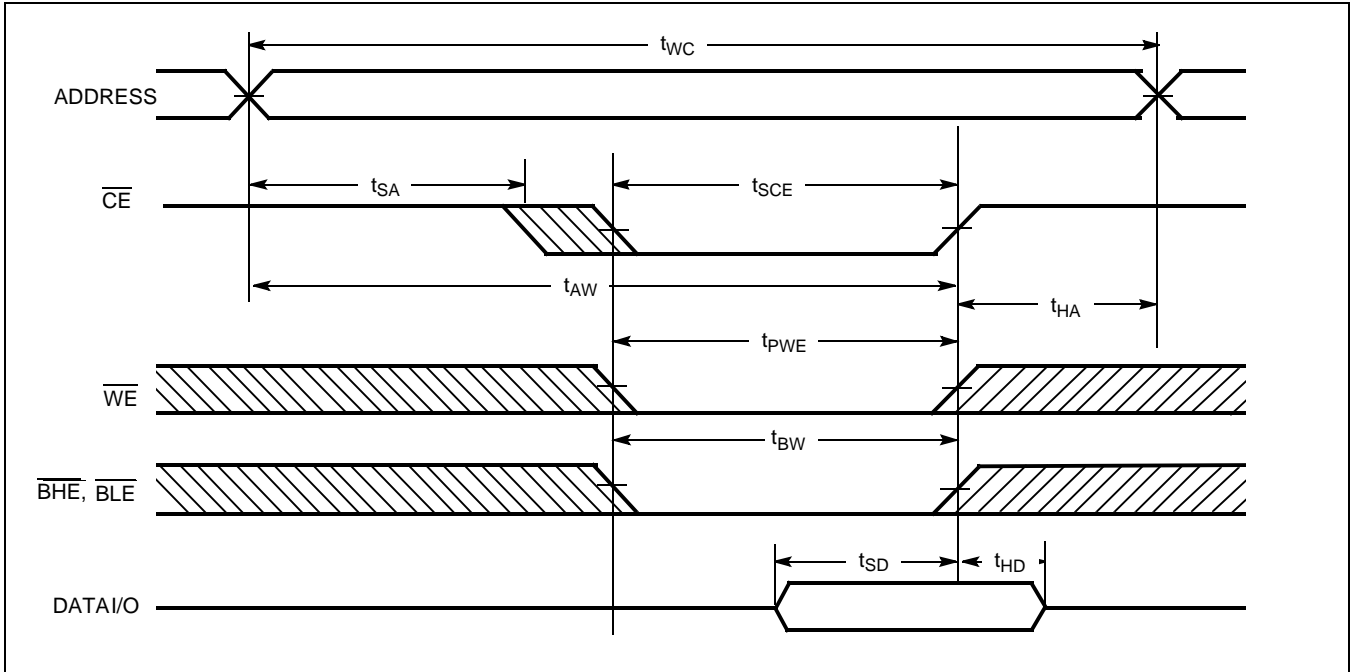 tWC
ADDRESS
tSA
tSCE
CE
tAW
tHA
tPWE
WE
tBW
BHE, BLE
tSD
tHD
DATAI/O